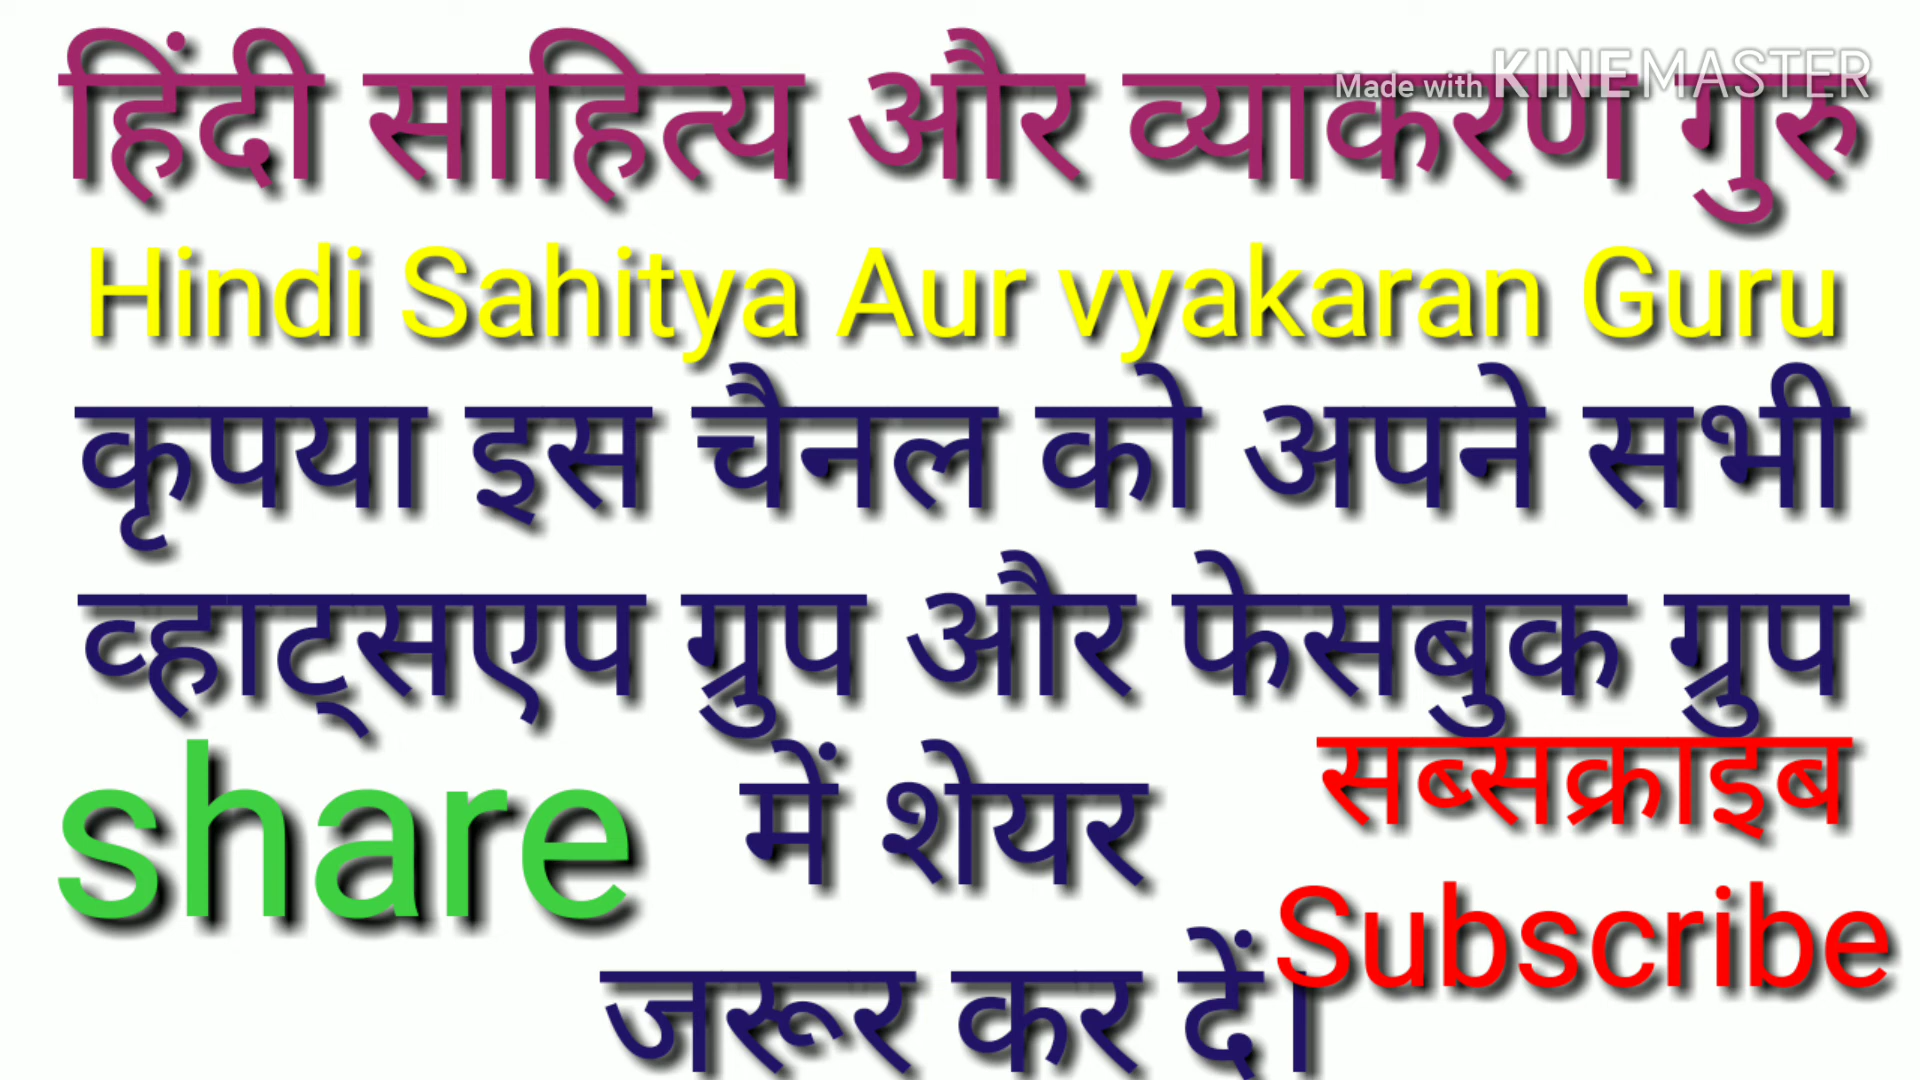 हिंदी साहित्य और व्याकरण गुरु
Made with KINEMASTER
Hindi Sahitya Aur vyakaran Guru
कृपया इस चैनल को अपने सभी
व्हाट्सएप ग्रुप और फेसबुक ग्रुप
share में शेयर सब्सक्राइब
Subscribe
जरूर कर दें।